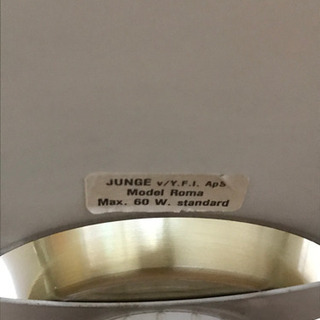 JUNGE v/Y.F.I. ApS
Model Roma
Max. 60 W. standard